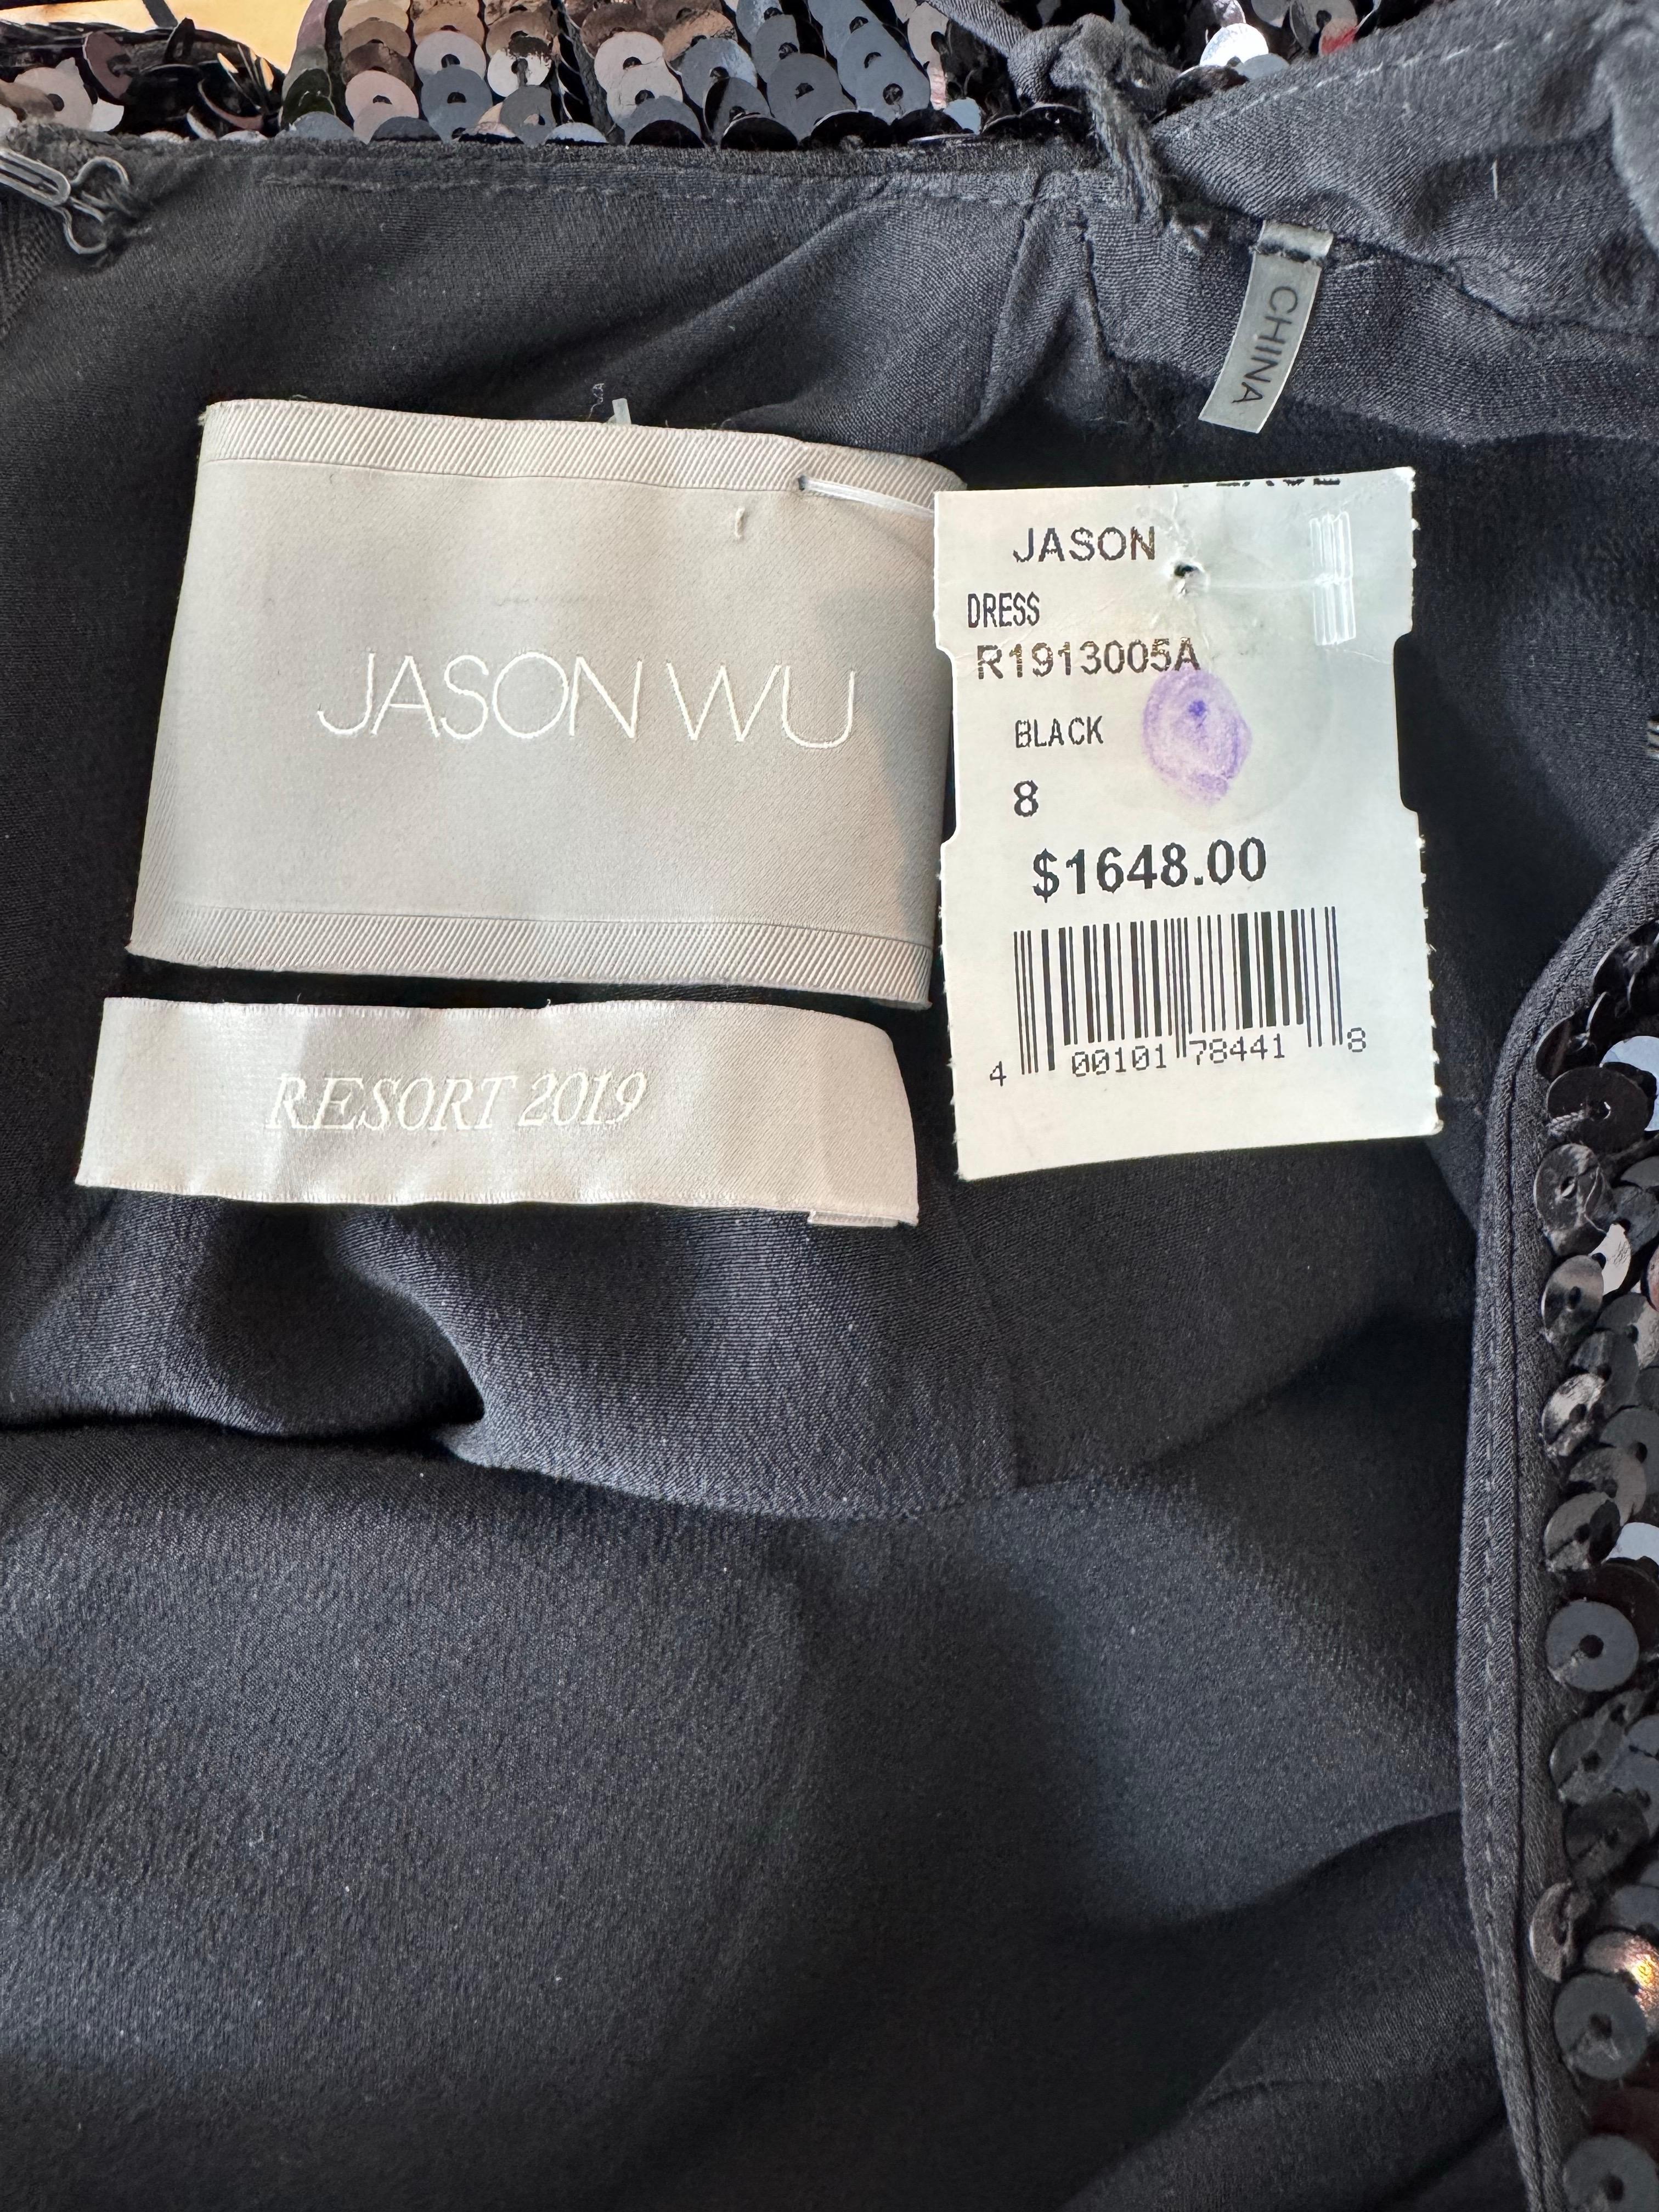 CHINA
JASON WU
RESORT 2019
JASON
DRESS
R1913005A
BLACK
8
$1648.00
4 00101 78441 8